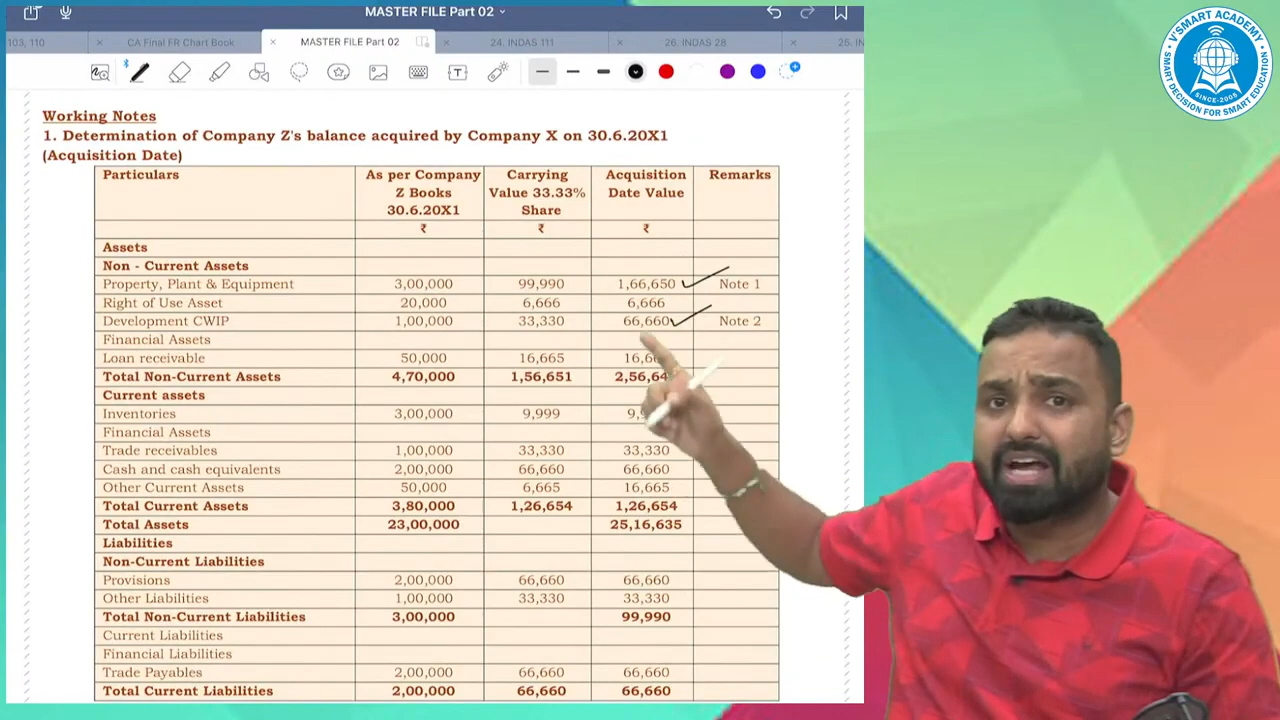 MASTER FILE Part 02
103, 110 × CA Final FR Chart Book × MASTER FILE Part 02 × 24. INDAS 111 × 26. INDAS 28 × 25. IN
Working Notes
1. Determination of Company Z's balance acquired by Company X on 30.6.20X1
(Acquisition Date)
Particulars As per Company Carrying Acquisition Remarks
Z Books Value 33.33% Date Value
30.6.20X1 Share
₹ ₹ ₹
Assets
Non - Current Assets
Property, Plant & Equipment 3,00,000 99,990 1,66,650 Note 1
Right of Use Asset 20,000 6,666 6,666
Development CWIP 1,00,000 33,330 66,660 Note 2
Financial Assets
Loan receivable 50,000 16,665
Total Non-Current Assets 4,70,000 1,56,651
Current assets
Inventories 3,00,000 9,999
Financial Assets
Trade receivables 1,00,000 33,330 33,330
Cash and cash equivalents 2,00,000 66,660 66,660
Other Current Assets 50,000 6,665 16,665
Total Current Assets 3,80,000 1,26,654 1,26,654
Total Assets 23,00,000 25,16,635
Liabilities
Non-Current Liabilities
Provisions 2,00,000 66,660 66,660
Other Liabilities 1,00,000 33,330 33,330
Total Non-Current Liabilities 3,00,000 99,990
Current Liabilities
Financial Liabilities
Trade Payables 2,00,000 66,660 66,660
Total Current Liabilities 2,00,000 66,660 66,660
V'SMART ACADEMY
SMART DECISION FOR SMART EDUCATION
SINCE-2005